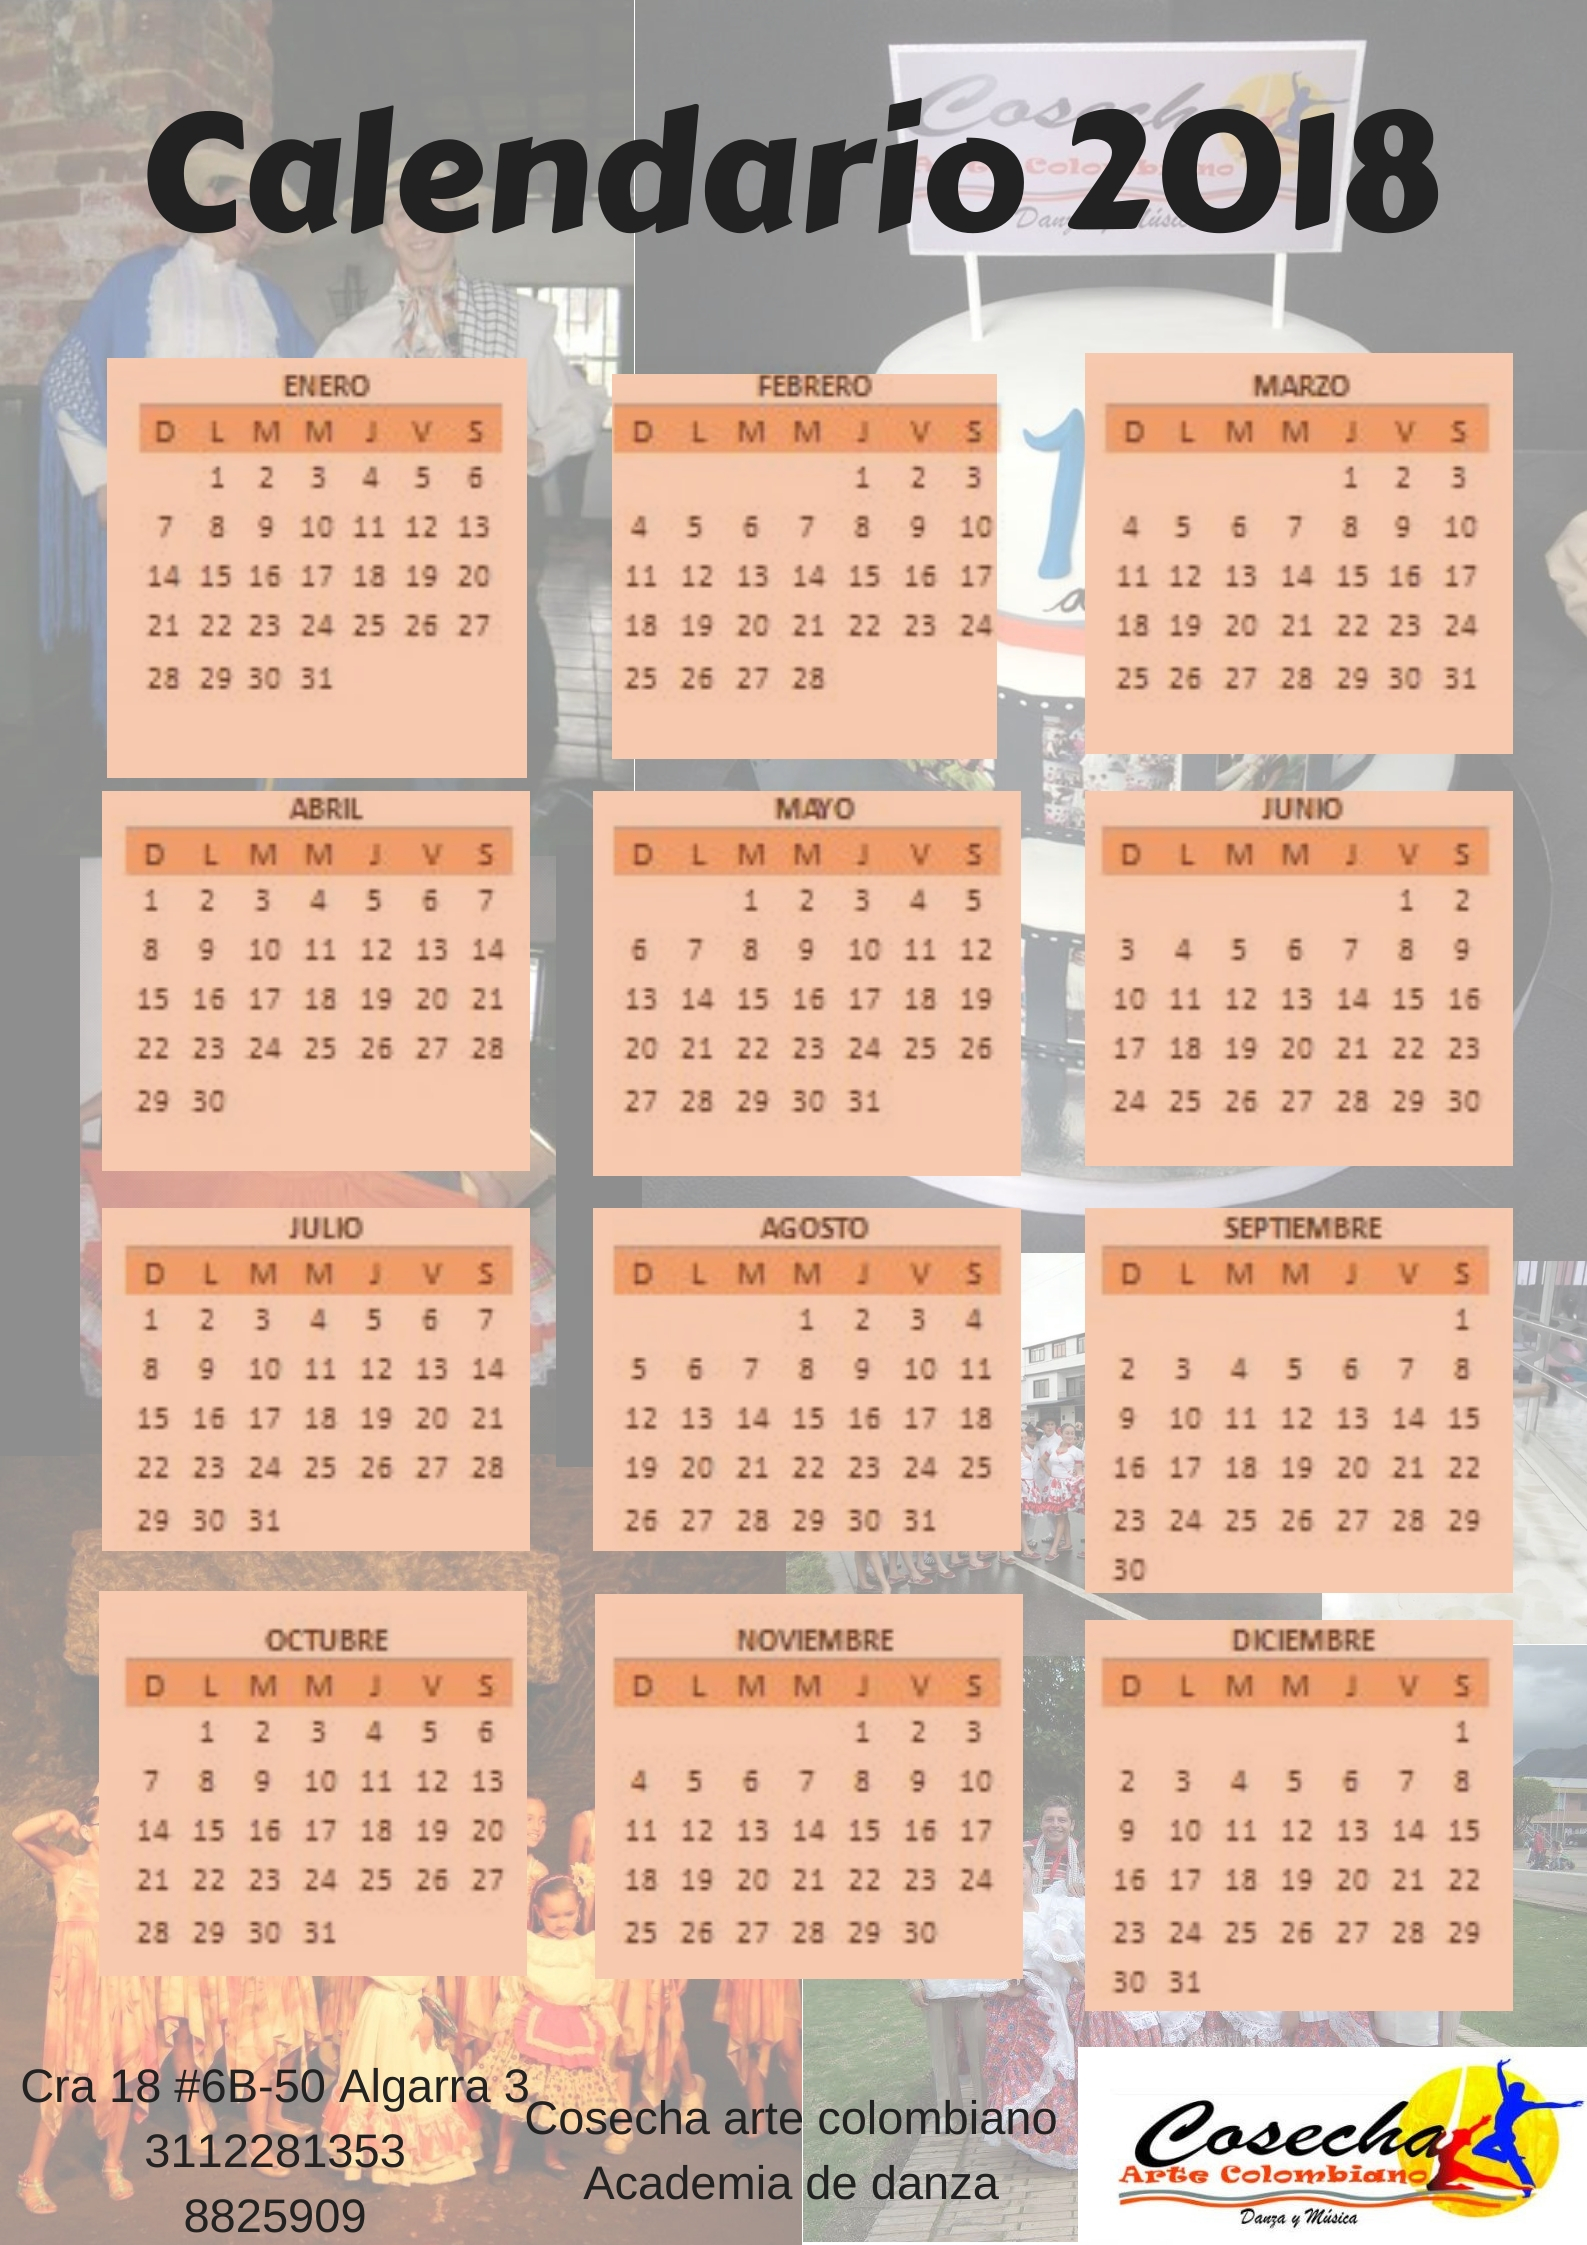 Cosecha
Arte Colombiano
Calendario 2018
ENERO
D L M M J V S
1 2 3 4 5 6
7 8 9 10 11 12 13
14 15 16 17 18 19 20
21 22 23 24 25 26 27
28 29 30 31
FEBRERO
D L M M J V S
1 2 3
4 5 6 7 8 9 10
11 12 13 14 15 16 17
18 19 20 21 22 23 24
25 26 27 28
MARZO
D L M M J V S
1 2 3
4 5 6 7 8 9 10
11 12 13 14 15 16 17
18 19 20 21 22 23 24
25 26 27 28 29 30 31
ABRIL
D L M M J V S
1 2 3 4 5 6 7
8 9 10 11 12 13 14
15 16 17 18 19 20 21
22 23 24 25 26 27 28
29 30
MAYO
D L M M J V S
1 2 3 4 5
6 7 8 9 10 11 12
13 14 15 16 17 18 19
20 21 22 23 24 25 26
27 28 29 30 31
JUNIO
D L M M J V S
1 2
3 4 5 6 7 8 9
10 11 12 13 14 15 16
17 18 19 20 21 22 23
24 25 26 27 28 29 30
JULIO
D L M M J V S
1 2 3 4 5 6 7
8 9 10 11 12 13 14
15 16 17 18 19 20 21
22 23 24 25 26 27 28
29 30 31
AGOSTO
D L M M J V S
1 2 3 4
5 6 7 8 9 10 11
12 13 14 15 16 17 18
19 20 21 22 23 24 25
26 27 28 29 30 31
SEPTIEMBRE
D L M M J V S
1
2 3 4 5 6 7 8
9 10 11 12 13 14 15
16 17 18 19 20 21 22
23 24 25 26 27 28 29
30
OCTUBRE
D L M M J V S
1 2 3 4 5 6
7 8 9 10 11 12 13
14 15 16 17 18 19 20
21 22 23 24 25 26 27
28 29 30 31
NOVIEMBRE
D L M M J V S
1 2 3
4 5 6 7 8 9 10
11 12 13 14 15 16 17
18 19 20 21 22 23 24
25 26 27 28 29 30
DICIEMBRE
D L M M J V S
1
2 3 4 5 6 7 8
9 10 11 12 13 14 15
16 17 18 19 20 21 22
23 24 25 26 27 28 29
30 31
Cra 18 #6B-50 Algarra 3
3112281353
8825909
Cosecha arte colombiano
Academia de danza
Cosecha
Arte Colombiano
Danza y Música